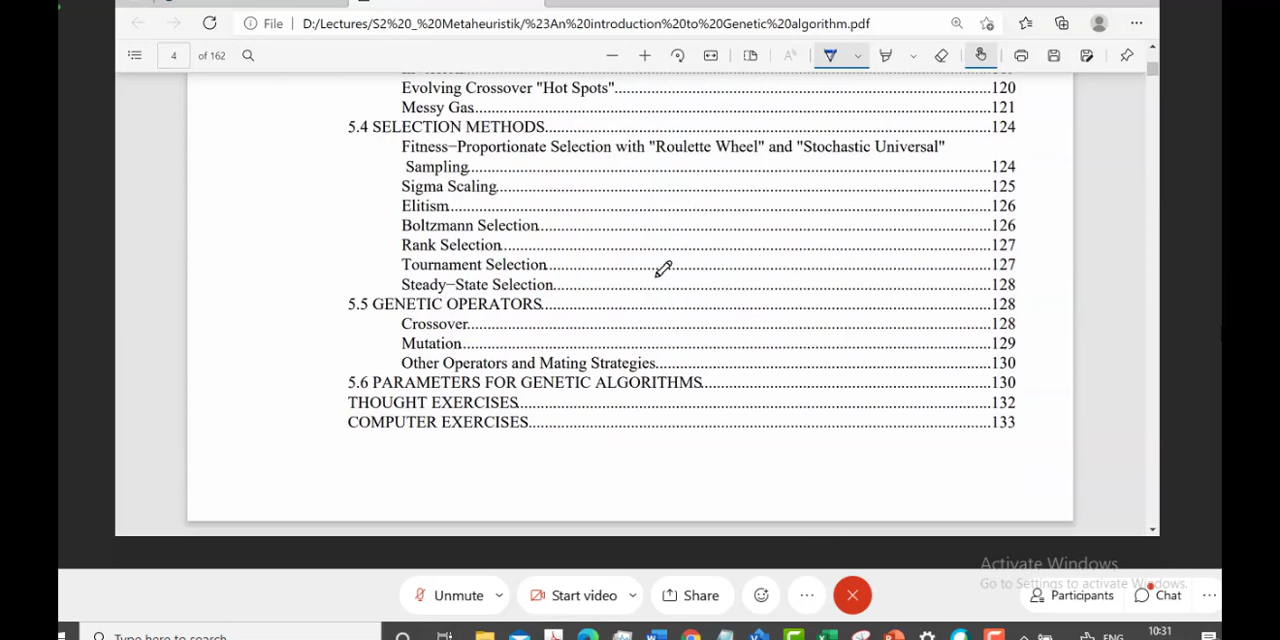 File
D:/Lectures/S2%20_%20Metaheuristik/%23An%20introduction%20to%20Genetic%20algorithm.pdf
4 of 162
Evolving Crossover "Hot Spots"....................120
Messy Gas....................121
5.4 SELECTION METHODS....................124
Fitness−Proportionate Selection with "Roulette Wheel" and "Stochastic Universal"
Sampling....................124
Sigma Scaling....................125
Elitism....................126
Boltzmann Selection....................126
Rank Selection....................127
Tournament Selection....................127
Steady−State Selection....................128
5.5 GENETIC OPERATORS....................128
Crossover....................128
Mutation....................129
Other Operators and Mating Strategies....................130
5.6 PARAMETERS FOR GENETIC ALGORITHMS....................130
THOUGHT EXERCISES....................132
COMPUTER EXERCISES....................133
Activate Windows
Go to Settings to activate Windows.
Unmute
Start video
Share
Participants
Chat
Type here to search
ENG
10:31